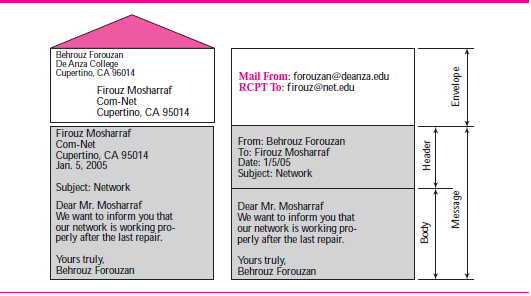 Behrouz Forouzan
De Anza College
Cupertino, CA 96014
Firouz Mosharraf
Com-Net
Cupertino, CA 95014
Firouz Mosharraf
Com-Net
Cupertino, CA 95014
Jan. 5, 2005
Subject: Network
Dear Mr. Mosharraf
We want to inform you that
our network is working pro-
perly after the last repair.
Yours truly,
Behrouz Forouzan
Mail From: forouzan@deanza.edu
RCPT To: firouz@net.edu
From: Behrouz Forouzan
To: Firouz Mosharraf
Date: 1/5/05
Subject: Network
Dear Mr. Mosharraf
We want to inform you that
our network is working pro-
perly after the last repair.
Yours truly,
Behrouz Forouzan
Envelope
Header
Message
Body